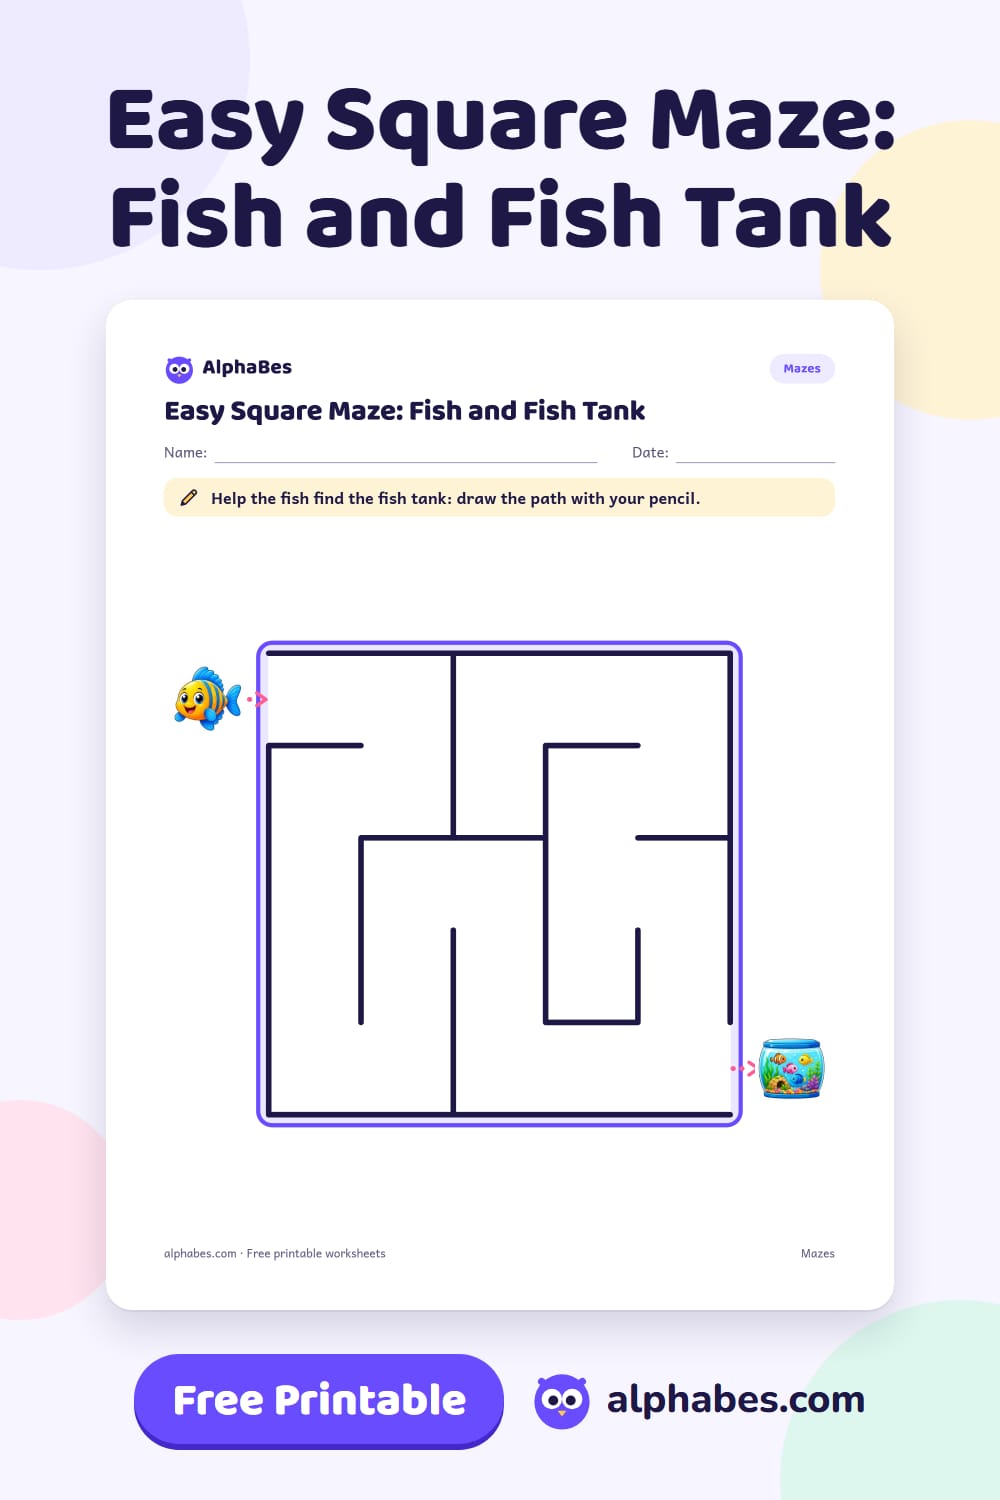 Easy Square Maze:
Fish and Fish Tank
AlphaBes
Mazes
Easy Square Maze: Fish and Fish Tank
Name:
Date:
Help the fish find the fish tank: draw the path with your pencil.
alphabes.com · Free printable worksheets
Mazes
Free Printable
alphabes.com